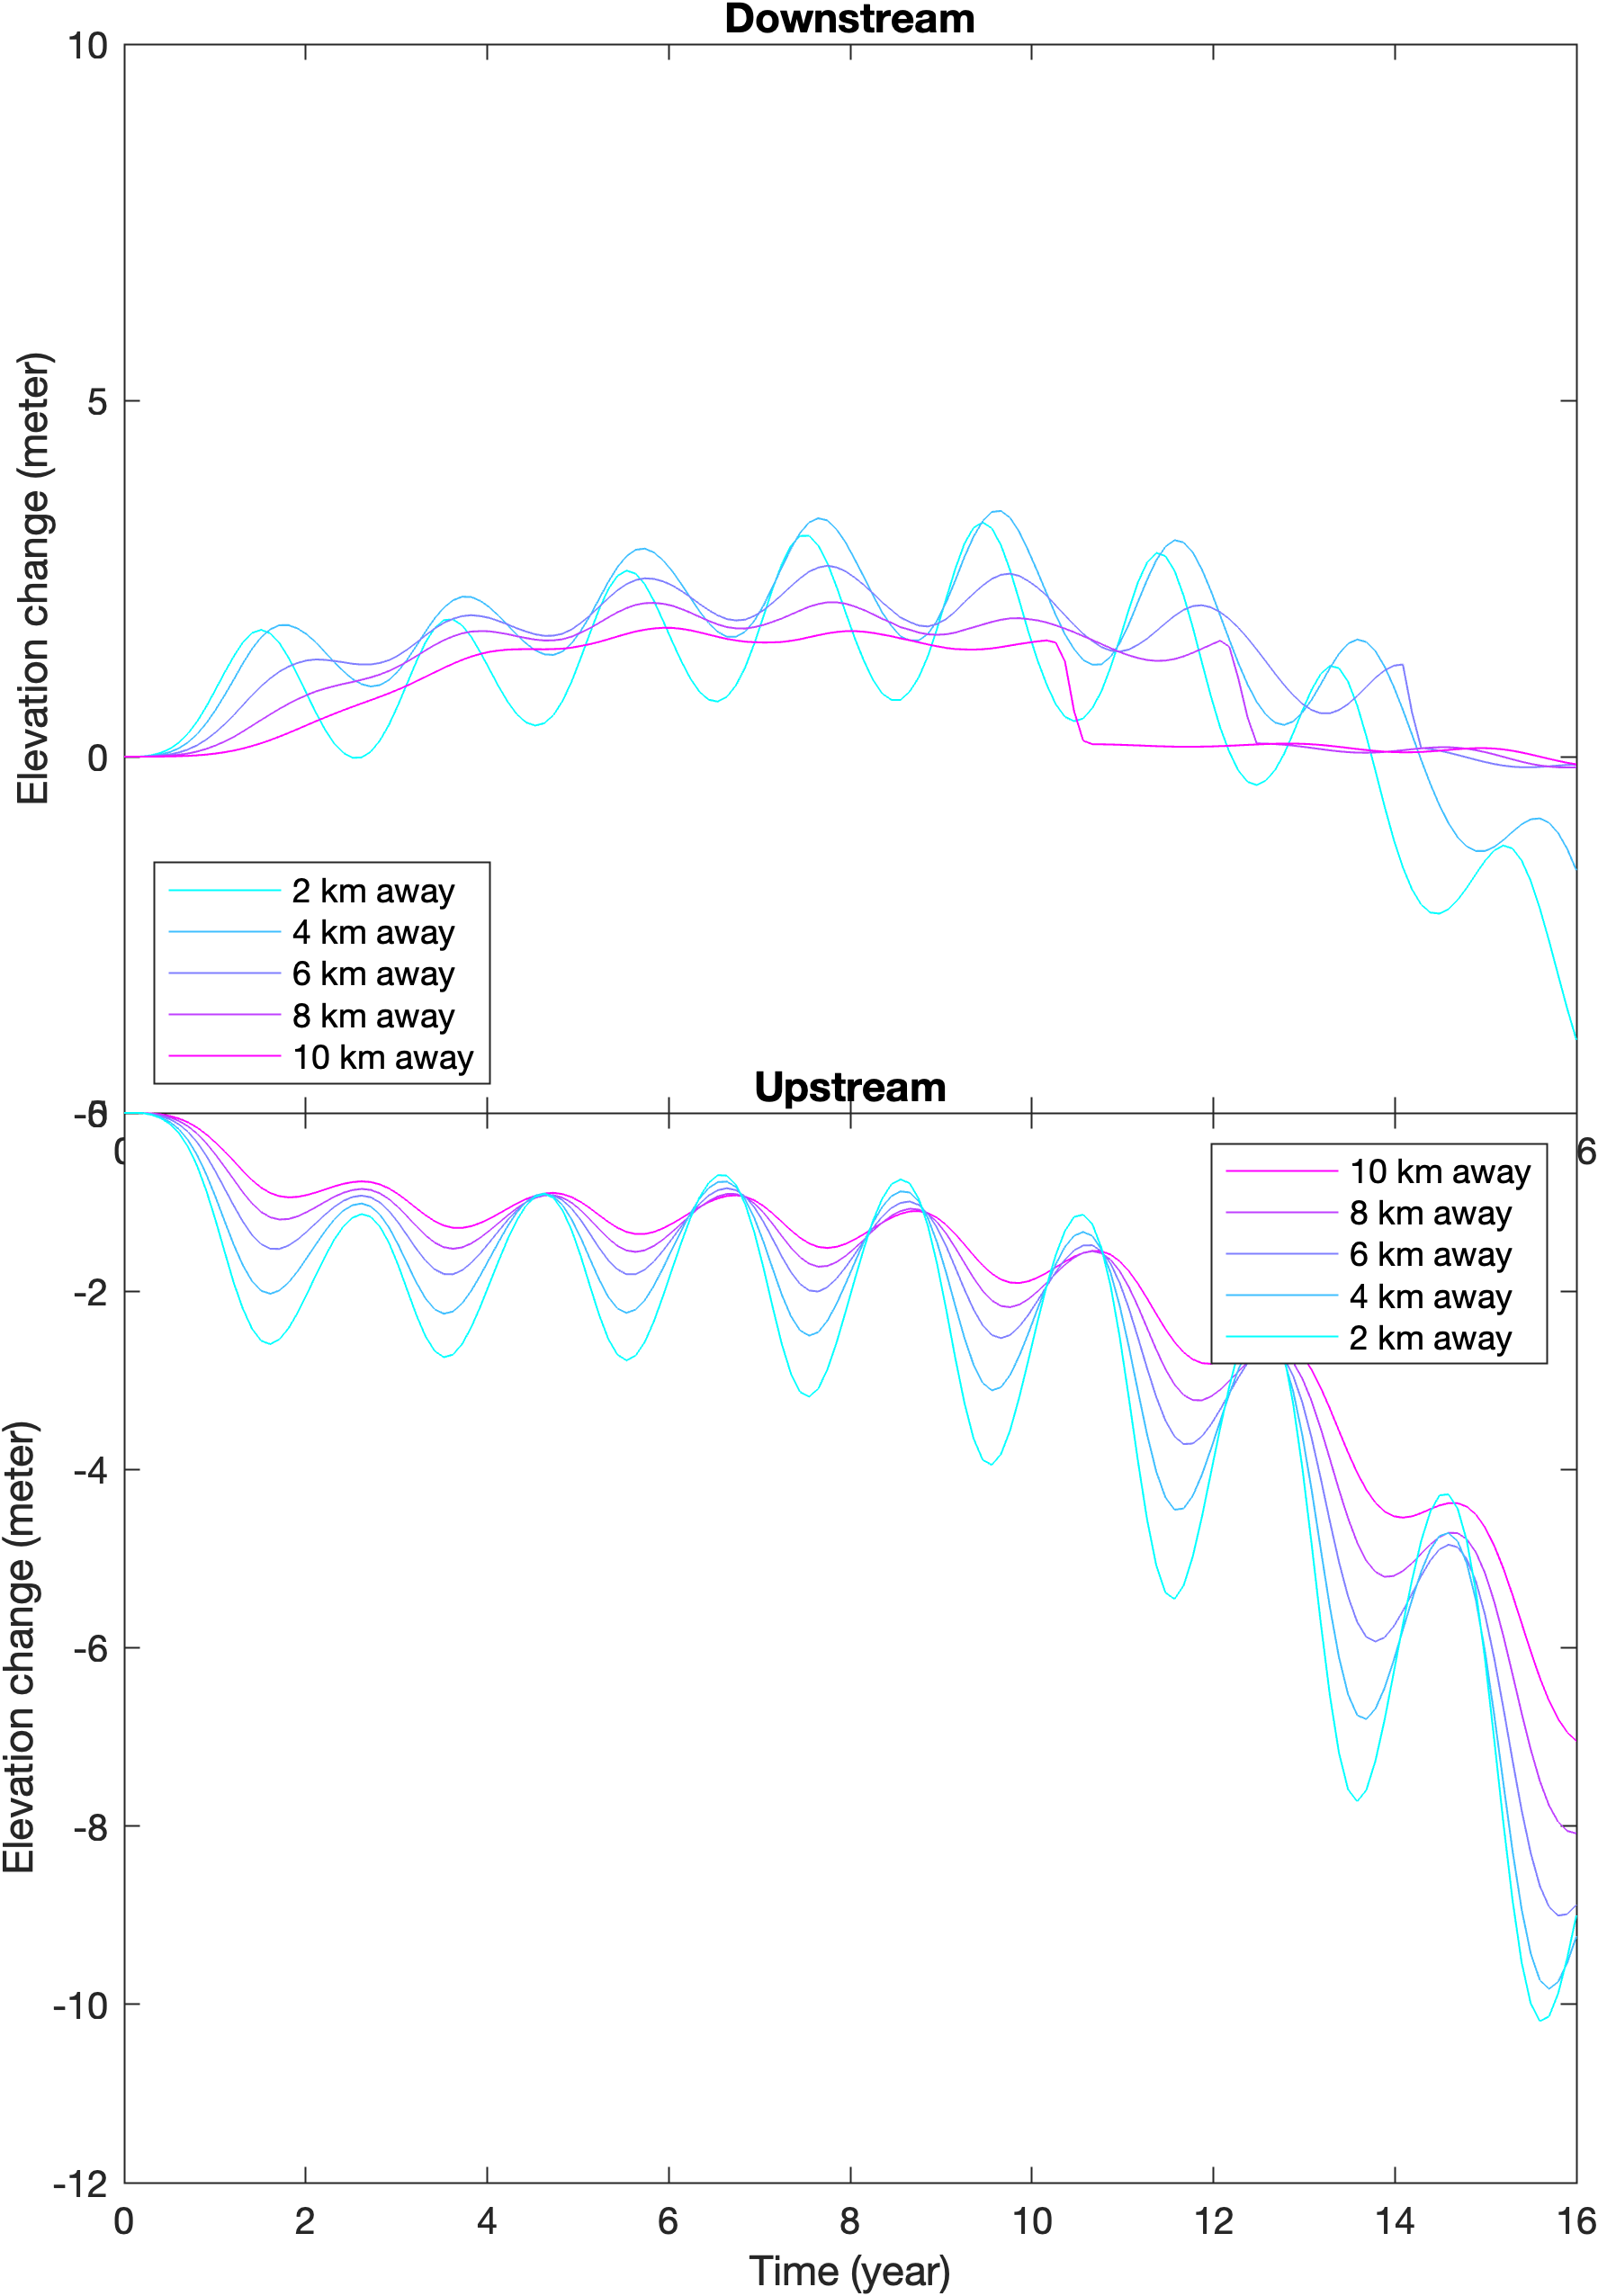 Downstream
10
5
0
Elevation change (meter)
2 km away
4 km away
6 km away
8 km away
10 km away
Upstream
10 km away
8 km away
6 km away
4 km away
2 km away
-2
-4
-6
-8
-10
-12
Elevation change (meter)
0 2 4 6 8 10 12 14 16
Time (year)